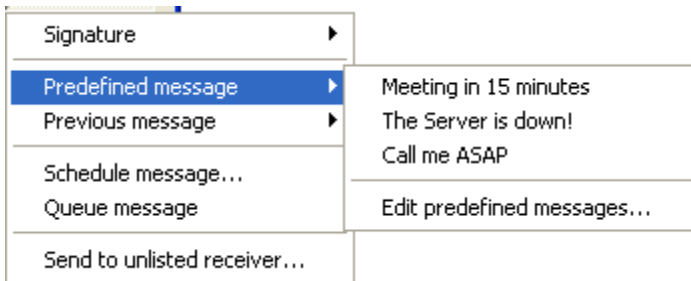 Signature
Predefined message
Previous message
Schedule message...
Queue message
Send to unlisted receiver...
Meeting in 15 minutes
The Server is down!
Call me ASAP
Edit predefined messages...